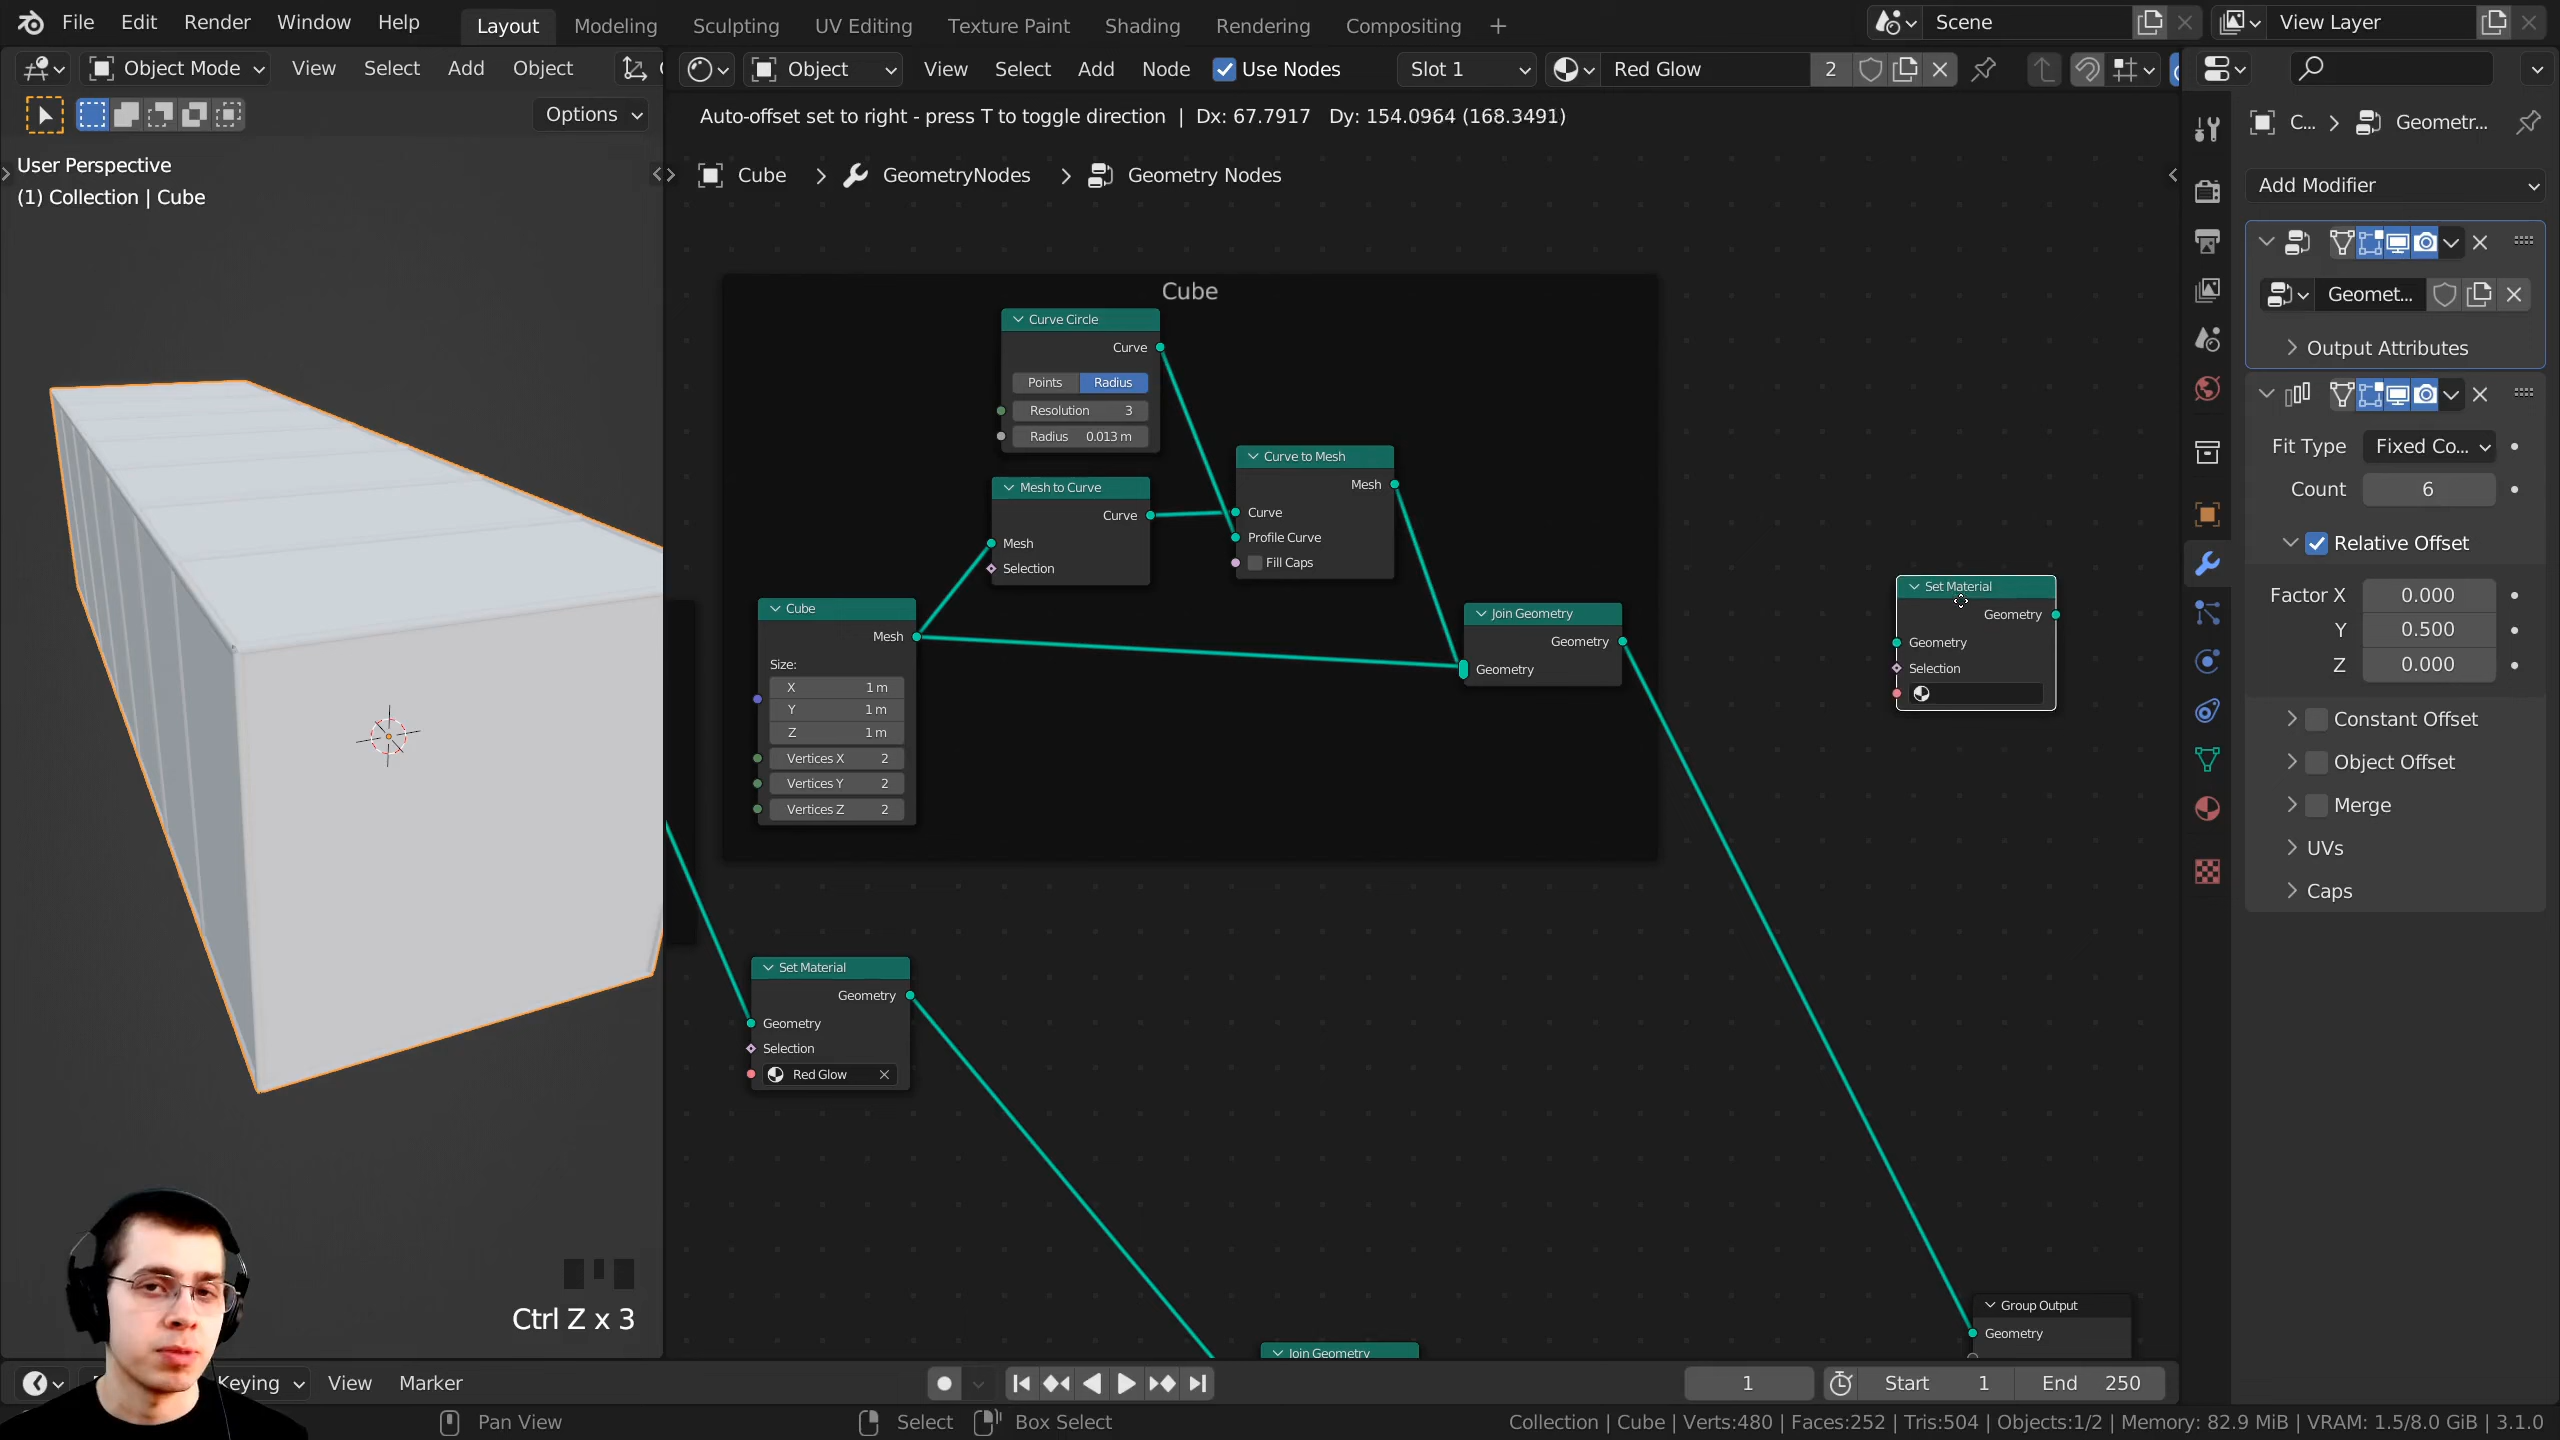 File Edit Render Window Help Layout Modeling Sculpting UV Editing Texture Paint Shading Rendering Compositing + Scene View Layer
Object Mode View Select Add Object
Object View Select Add Node Use Nodes Slot 1 Red Glow 2
Options
Auto-offset set to right - press T to toggle direction | Dx: 67.7917 Dy: 154.0964 (168.3491)
User Perspective
(1) Collection | Cube
Cube > GeometryNodes > Geometry Nodes
Cube
Curve Circle
Curve
Points Radius
Resolution 3
Radius 0.013 m
Mesh to Curve
Curve
Mesh
Selection
Curve to Mesh
Mesh
Curve
Profile Curve
Fill Caps
Cube
Mesh
Size:
X 1 m
Y 1 m
Z 1 m
Vertices X 2
Vertices Y 2
Vertices Z 2
Join Geometry
Geometry
Geometry
Set Material
Geometry
Geometry
Selection
Set Material
Geometry
Geometry
Selection
Red Glow
Join Geometry
Group Output
Geometry
C... > Geometr...
Add Modifier
Geomet...
Output Attributes
Fit Type Fixed Co...
Count 6
Relative Offset
Factor X 0.000
Y 0.500
Z 0.000
Constant Offset
Object Offset
Merge
UVs
Caps
Ctrl Z x 3
Keying View Marker 1 Start 1 End 250
Pan View Select Box Select Collection | Cube | Verts:480 | Faces:252 | Tris:504 | Objects:1/2 | Memory: 82.9 MiB | VRAM: 1.5/8.0 GiB | 3.1.0